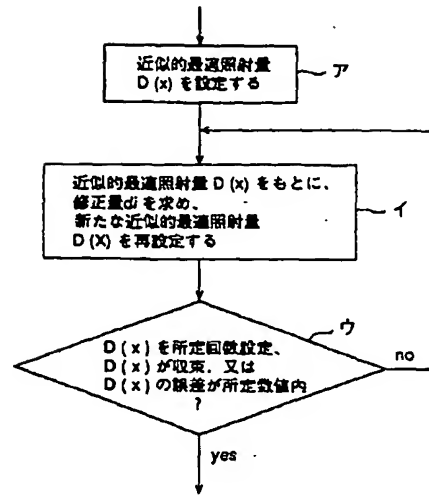 近似的最適照射量
D (x) を設定する
ア
近似的最適照射量 D (x) をもとに、
修正量di を求め、
新たな近似的最適照射量
D (X) を再設定する
イ
ウ
D (x) を所定回数設定、
D (x) が収束、又は
D (x) の誤差が所定数値内
?
no
yes